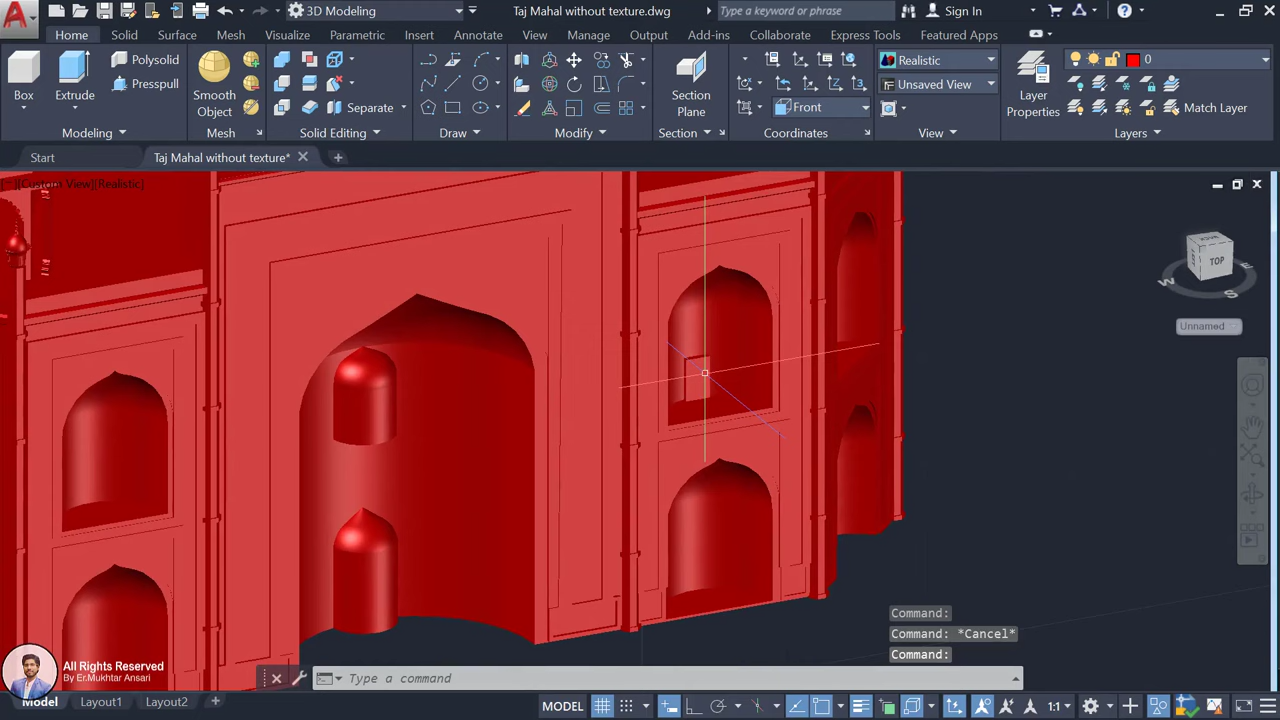 3D Modeling
Taj Mahal without texture.dwg
Type a keyword or phrase
Sign In
Home Solid Surface Mesh Visualize Parametric Insert Annotate View Manage Output Add-ins Collaborate Express Tools Featured Apps
Box
Extrude
Polysolid
Presspull
Smooth
Object
Separate
Section
Plane
Front
Realistic
Unsaved View
Layer
Properties
0
Match Layer
Modeling
Mesh
Solid Editing
Draw
Modify
Section
Coordinates
View
Layers
Start
Taj Mahal without texture*
[Custom View][Realistic]
TOP
W
S
E
Unnamed
Command:
Command: *Cancel*
Command:
Type a command
All Rights Reserved
By Er.Mukhtar Ansari
Model Layout1 Layout2
MODEL
1:1